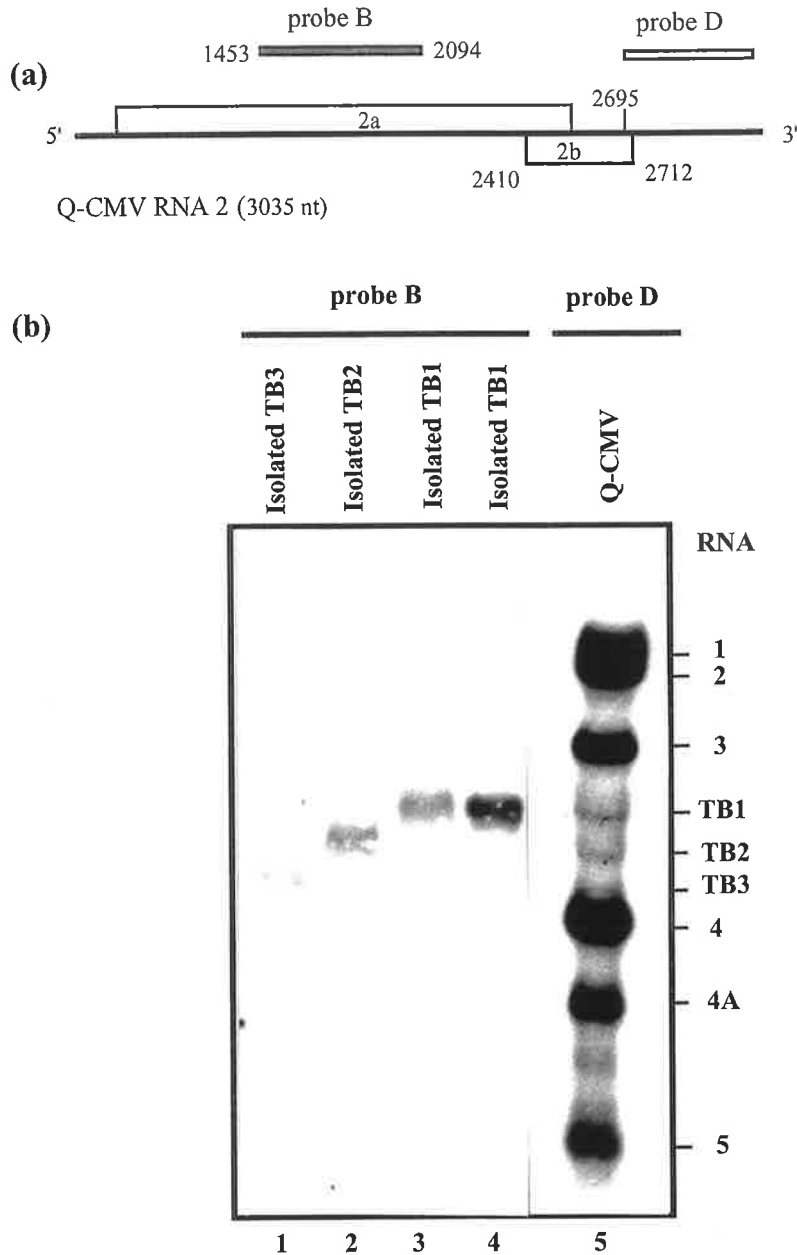 probe B
probe D
1453
2094
(a)
2695
2a
5'
3'
2b
2410
2712
Q-CMV RNA 2 (3035 nt)
probe B
probe D
(b)
Isolated TB3
Isolated TB2
Isolated TB1
Isolated TB1
Q-CMV
RNA
1
2
3
TB1
TB2
TB3
4
4A
5
1 2 3 4 5